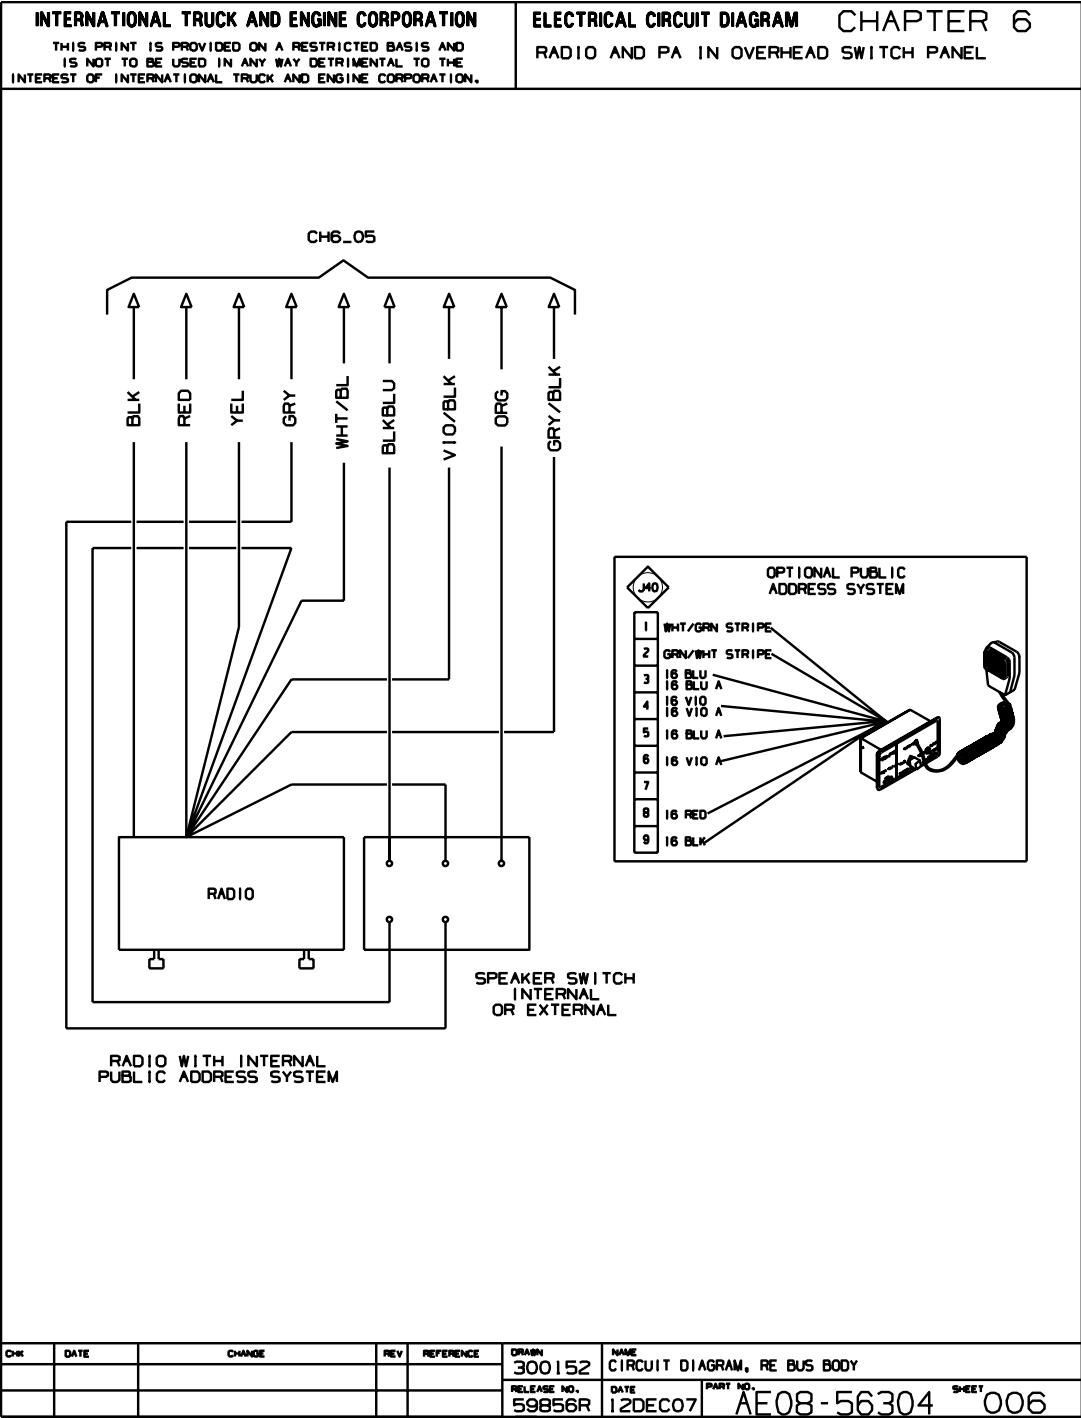 INTERNATIONAL TRUCK AND ENGINE CORPORATION
THIS PRINT IS PROVIDED ON A RESTRICTED BASIS AND
IS NOT TO BE USED IN ANY WAY DETRIMENTAL TO THE
INTEREST OF INTERNATIONAL TRUCK AND ENGINE CORPORATION.
ELECTRICAL CIRCUIT DIAGRAM CHAPTER 6
RADIO AND PA IN OVERHEAD SWITCH PANEL
CH6_05
BLK
RED
YEL
GRY
WHT/BL
BLKBLU
VIO/BLK
ORG
GRY/BLK
RADIO
SPEAKER SWITCH
INTERNAL
OR EXTERNAL
RADIO WITH INTERNAL
PUBLIC ADDRESS SYSTEM
J40
OPTIONAL PUBLIC
ADDRESS SYSTEM
1 WHT/GRN STRIPE
2 GRN/WHT STRIPE
3 16 BLU
16 BLU A
4 16 VIO
16 VIO A
5 16 BLU A
6 16 VIO A
7
8 16 RED
9 16 BLK
CHK DATE CHANGE REV REFERENCE
DRAWN
300152
NAME
CIRCUIT DIAGRAM, RE BUS BODY
RELEASE NO.
59856R
DATE
12DEC07
PART NO.
AE08-56304
SHEET
006